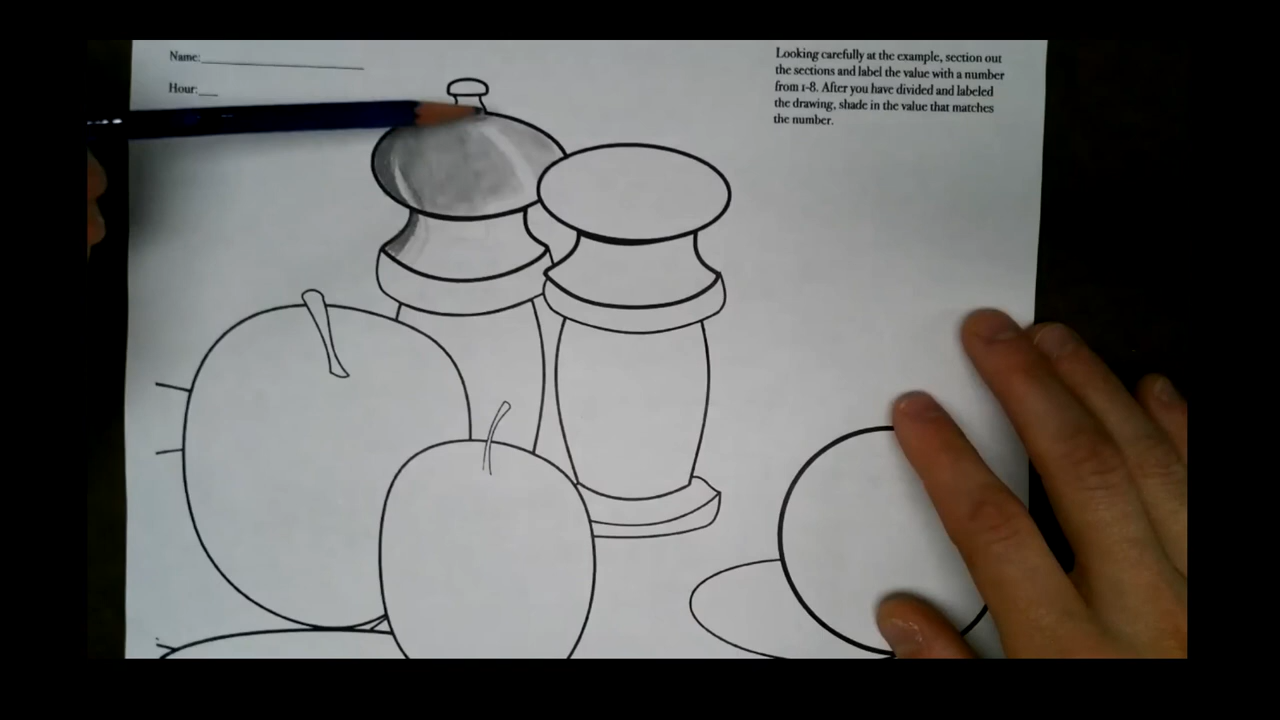 Name:
Hour:
Looking carefully at the example, section out
the sections and label the value with a number
from 1-8. After you have divided and labeled
the drawing, shade in the value that matches
the number.